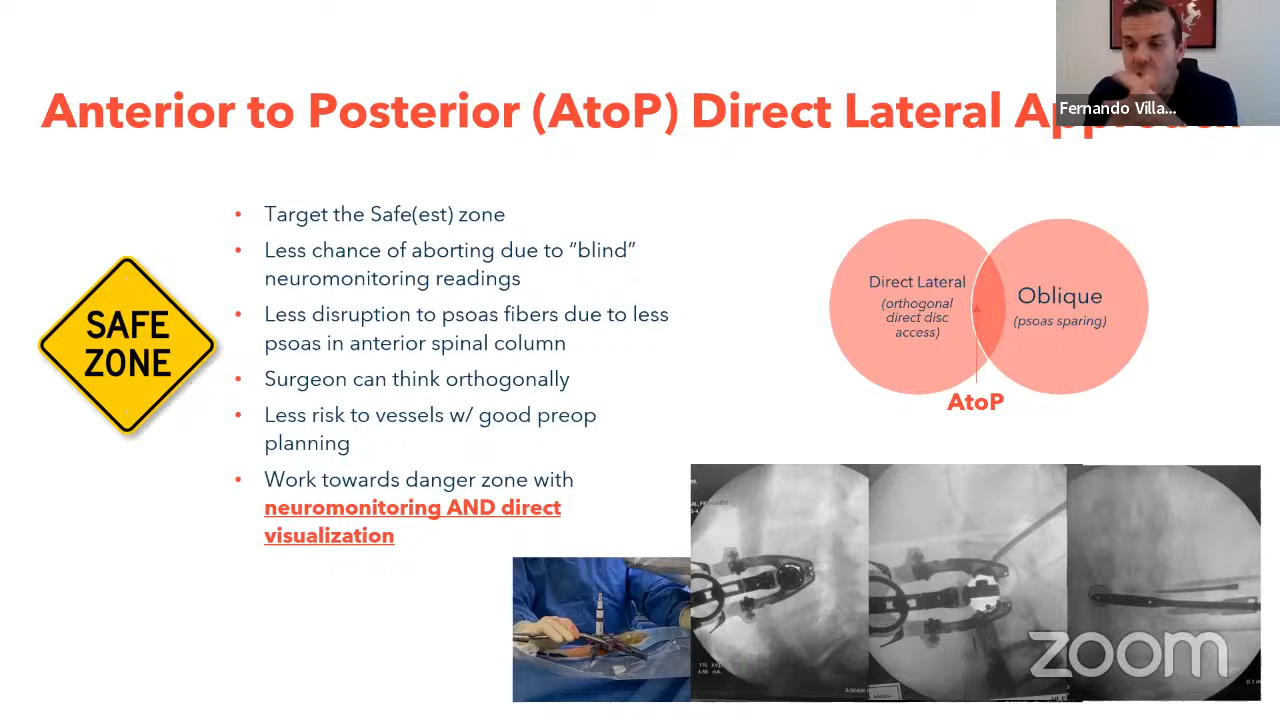 Fernando Villa...
Anterior to Posterior (AtoP) Direct Lateral
SAFE
ZONE
• Target the Safe(est) zone
• Less chance of aborting due to “blind”
neuromonitoring readings
• Less disruption to psoas fibers due to less
psoas in anterior spinal column
• Surgeon can think orthogonally
• Less risk to vessels w/ good preop
planning
• Work towards danger zone with
neuromonitoring AND direct
visualization
Direct Lateral
(orthogonal
direct disc
access)
Oblique
(psoas sparing)
AtoP
zoom